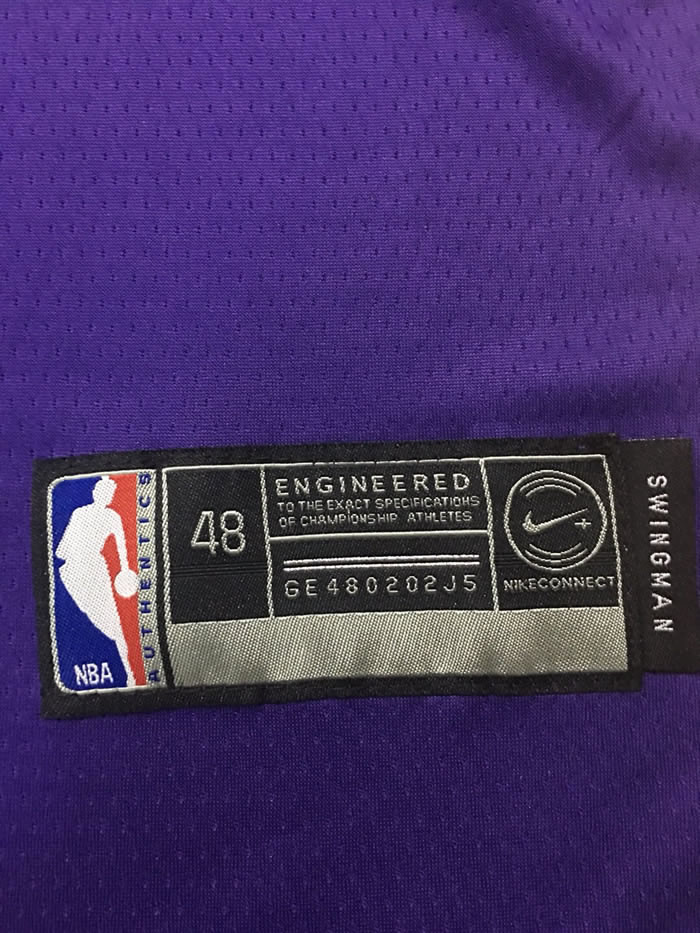 NBA
AUTHENTICS
48
ENGINEERED
TO THE EXACT SPECIFICATIONS
OF CHAMPIONSHIP ATHLETES
GE480202J5
NIKECONNECT
SWINGMAN